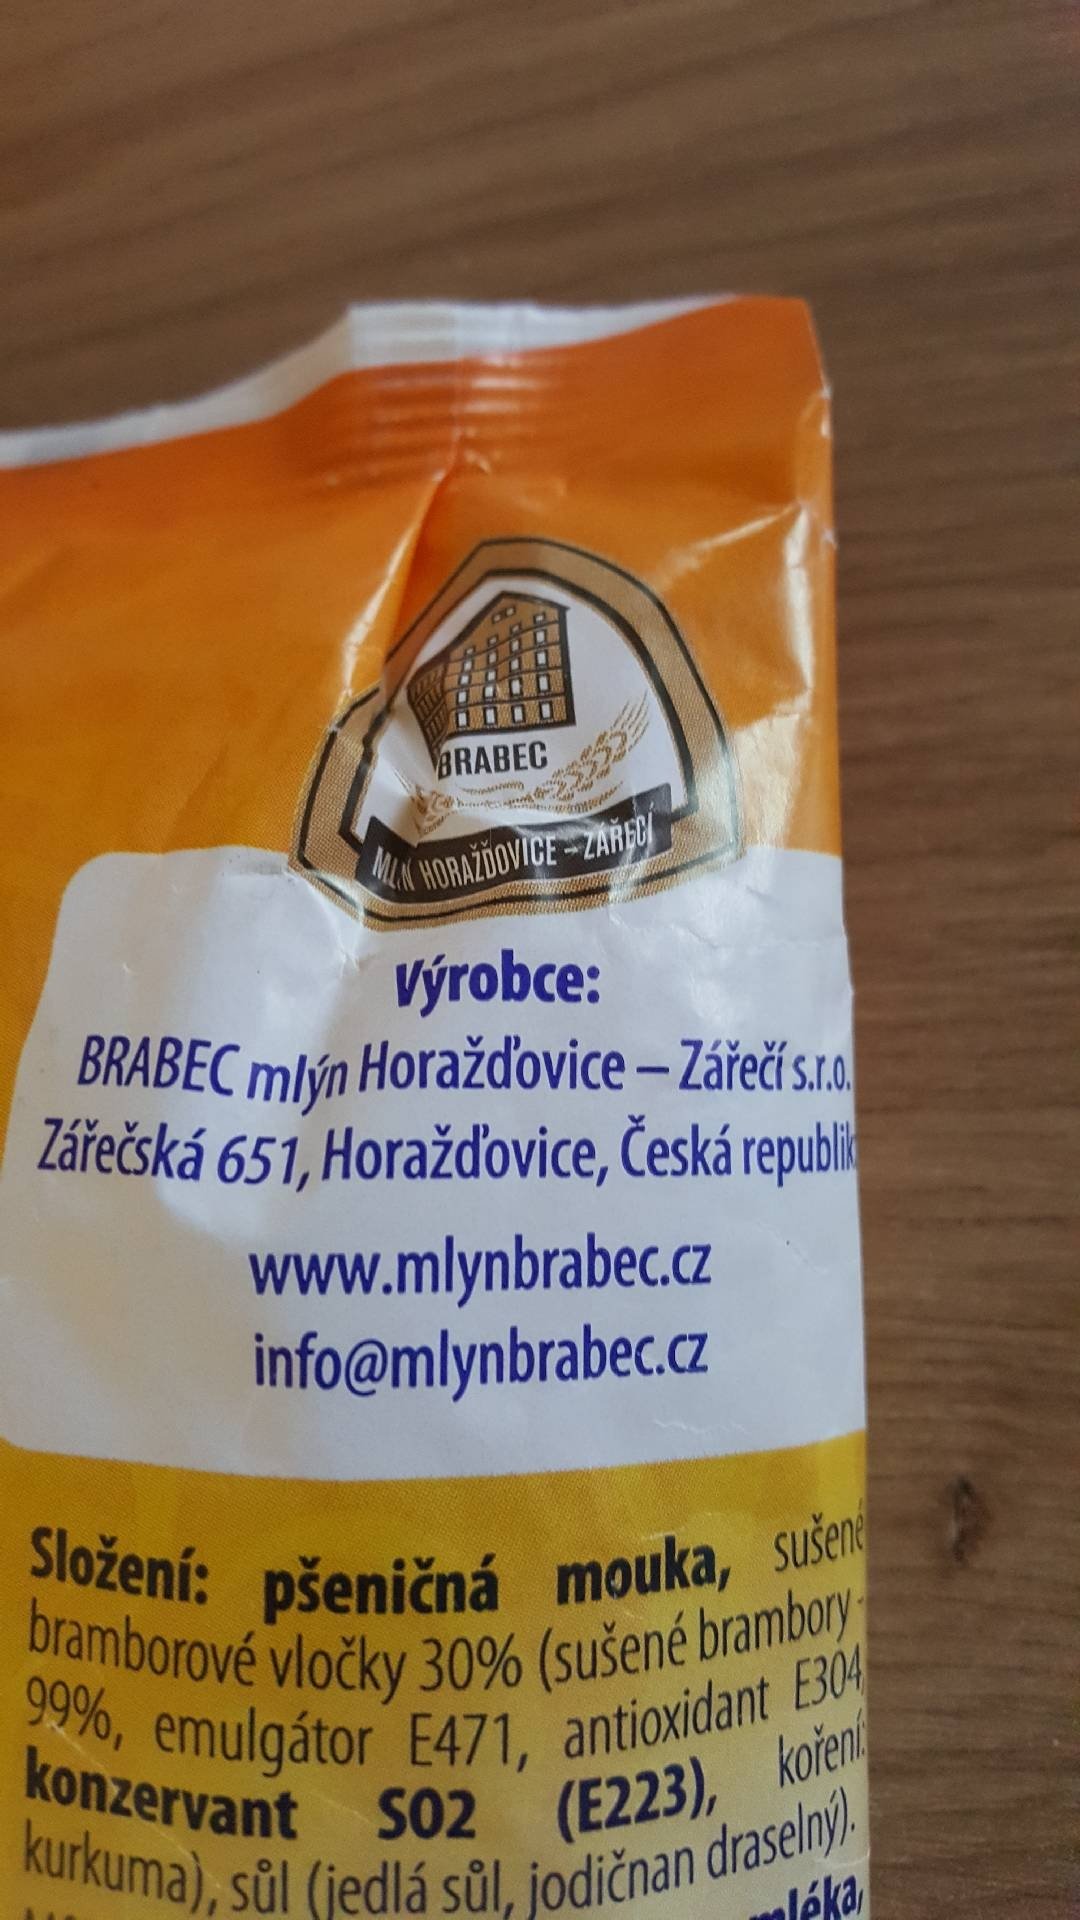 BRABEC
MLÝN HORAŽĎOVICE – ZÁŘEČÍ
Výrobce:
BRABEC mlýn Horažďovice – Zářečí s.r.o.
Zářečská 651, Horažďovice, Česká republik
www.mlynbrabec.cz
info@mlynbrabec.cz
Složení: pšeničná mouka, sušené
bramborové vločky 30% (sušené brambory -
99%, emulgátor E471, antioxidant E304,
konzervant SO2 (E223), koření:
kurkuma), sůl (jedlá sůl, jodičnan draselný).
mléka,